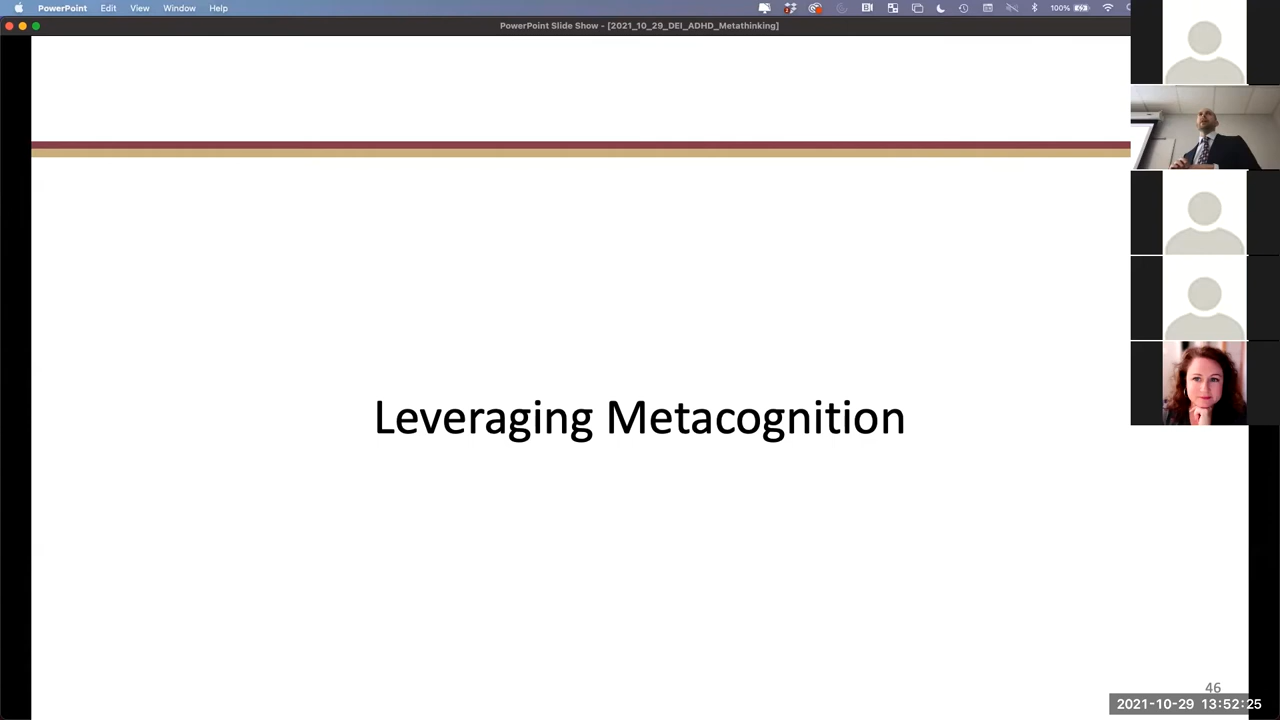 PowerPoint Edit View Window Help 100%
PowerPoint Slide Show - [2021_10_29_DEI_ADHD_Metathinking]
Leveraging Metacognition
46
2021-10-29 13:52:25